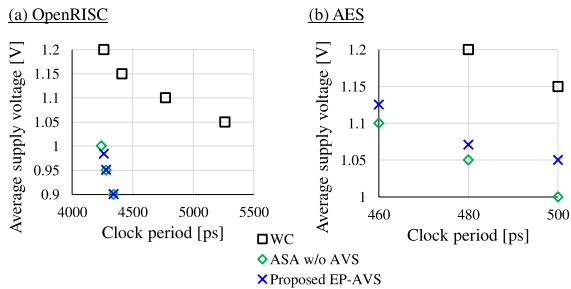 (a) OpenRISC
(b) AES
Average supply voltage [V]
1.2
1.15
1.1
1.05
1
0.95
0.9
4000
4500
5000
5500
Clock period [ps]
Average supply voltage [V]
1.2
1.15
1.1
1.05
1
460
480
500
Clock period [ps]
WC
ASA w/o AVS
Proposed EP-AVS